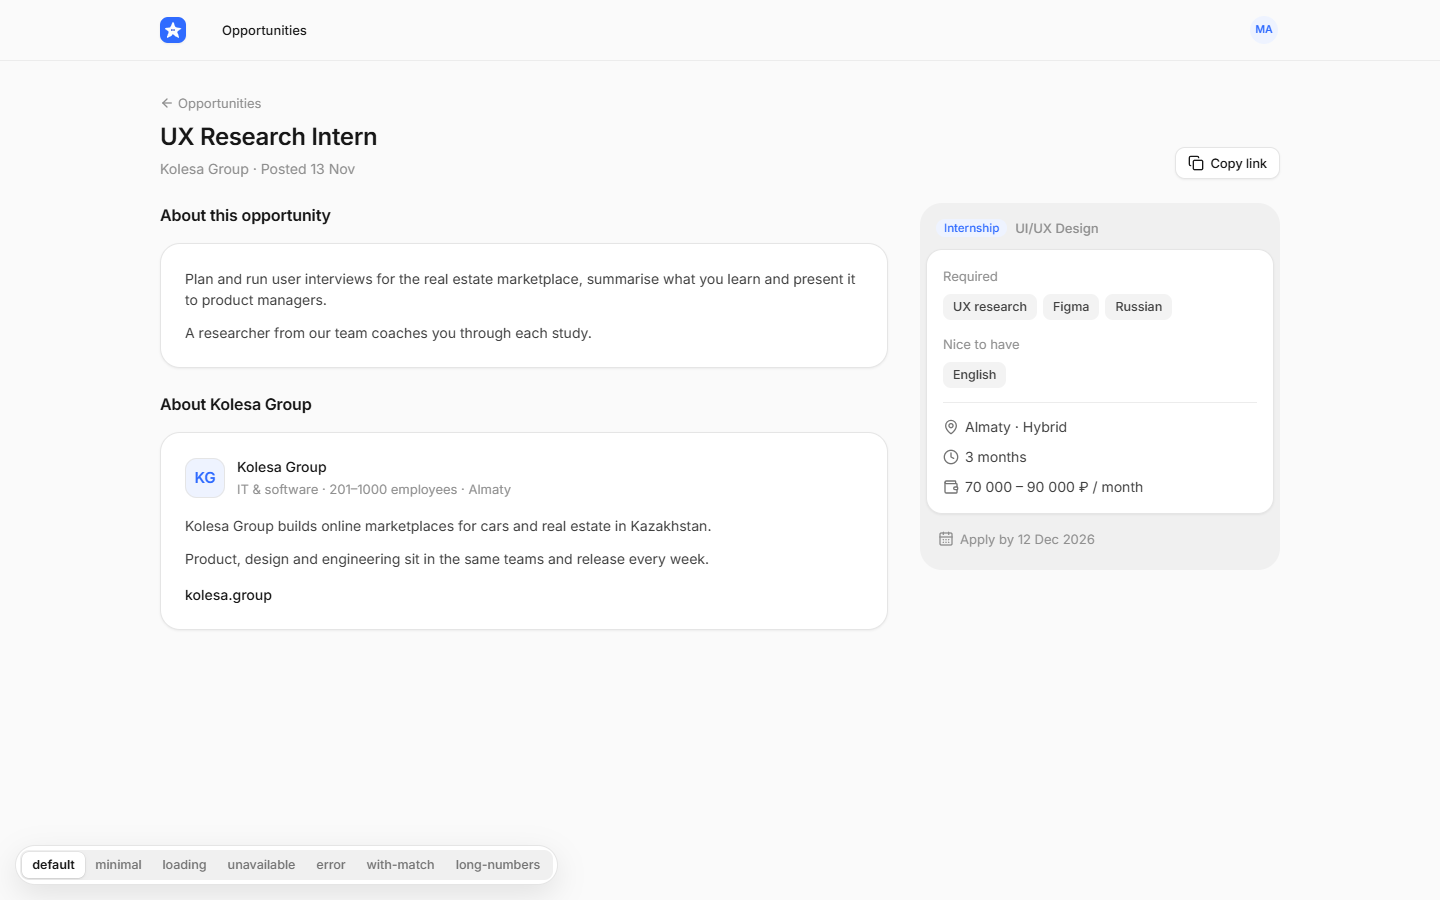 Opportunities
MA
Opportunities
UX Research Intern
Kolesa Group · Posted 13 Nov
Copy link
About this opportunity
Plan and run user interviews for the real estate marketplace, summarise what you learn and present it
to product managers.
A researcher from our team coaches you through each study.
About Kolesa Group
KG
Kolesa Group
IT & software · 201–1000 employees · Almaty
Kolesa Group builds online marketplaces for cars and real estate in Kazakhstan.
Product, design and engineering sit in the same teams and release every week.
kolesa.group
Internship UI/UX Design
Required
UX research Figma Russian
Nice to have
English
Almaty · Hybrid
3 months
70 000 – 90 000 ₽ / month
Apply by 12 Dec 2026
default minimal loading unavailable error with-match long-numbers